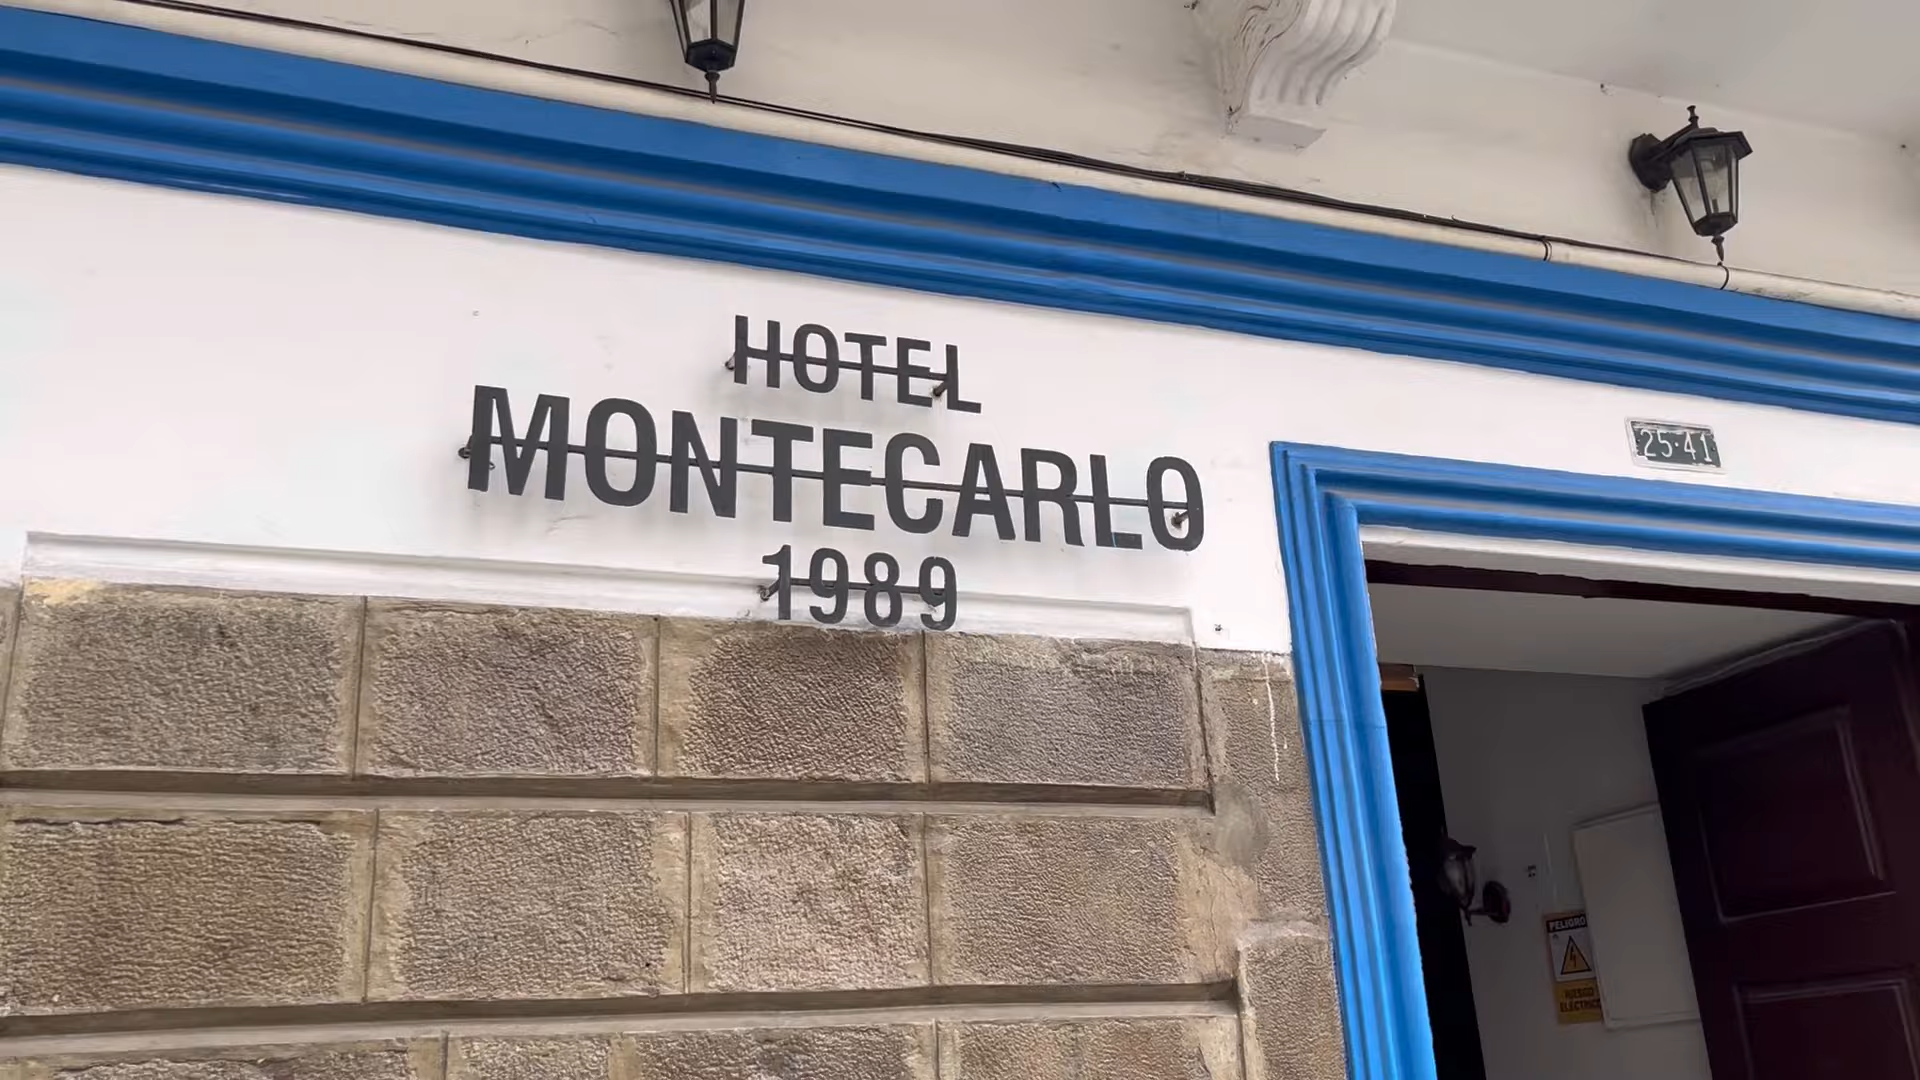 HOTEL
MONTECARLO
1989
25·41
PELIGRO
RIESGO
ELÉCTRICO